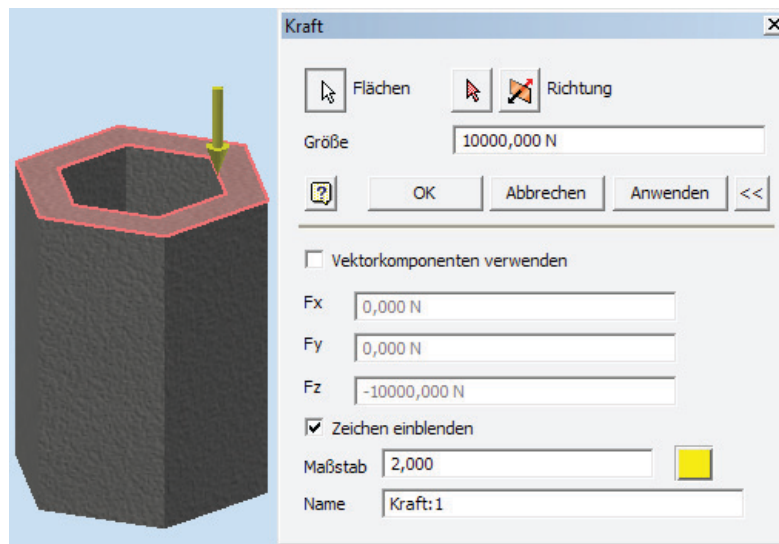 Kraft
Flächen
Richtung
Größe 10000,000 N
OK Abbrechen Anwenden <<
Vektorkomponenten verwenden
Fx 0,000 N
Fy 0,000 N
Fz -10000,000 N
Zeichen einblenden
Maßstab 2,000
Name Kraft:1